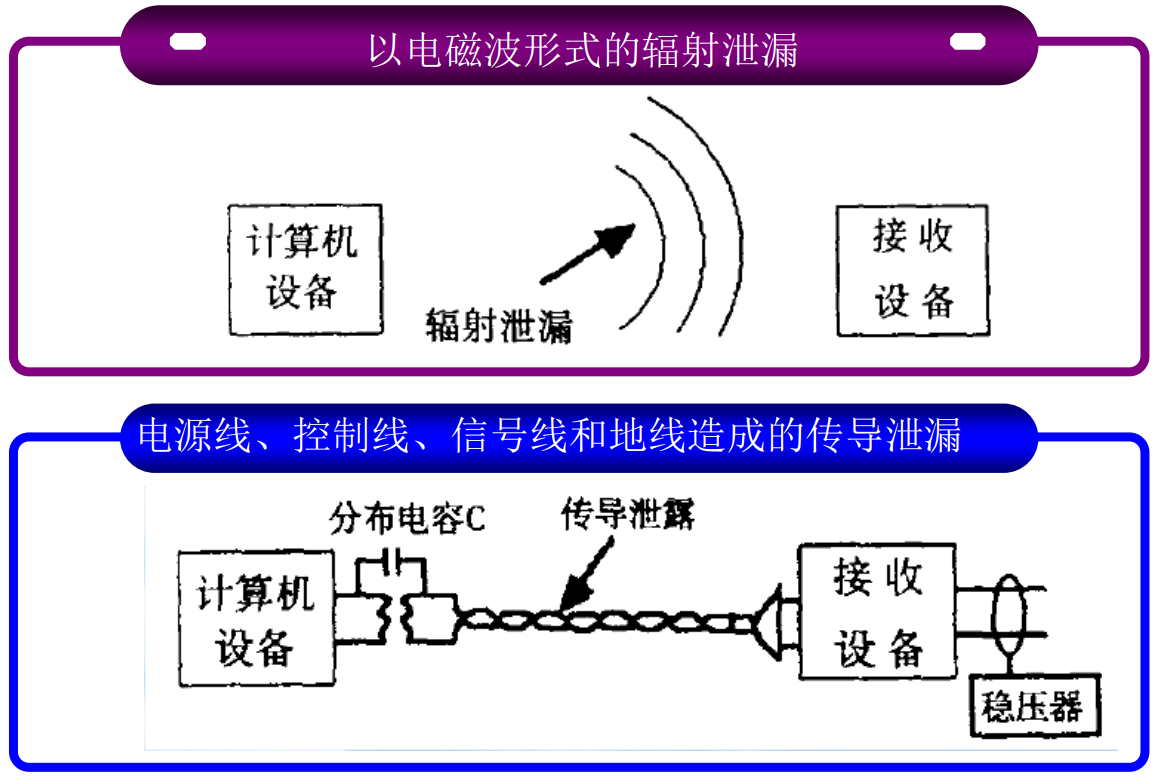 以电磁波形式的辐射泄漏
计算机
设备
辐射泄漏
接收
设备
电源线、控制线、信号线和地线造成的传导泄漏
分布电容C
传导泄露
计算机
设备
接收
设备
稳压器